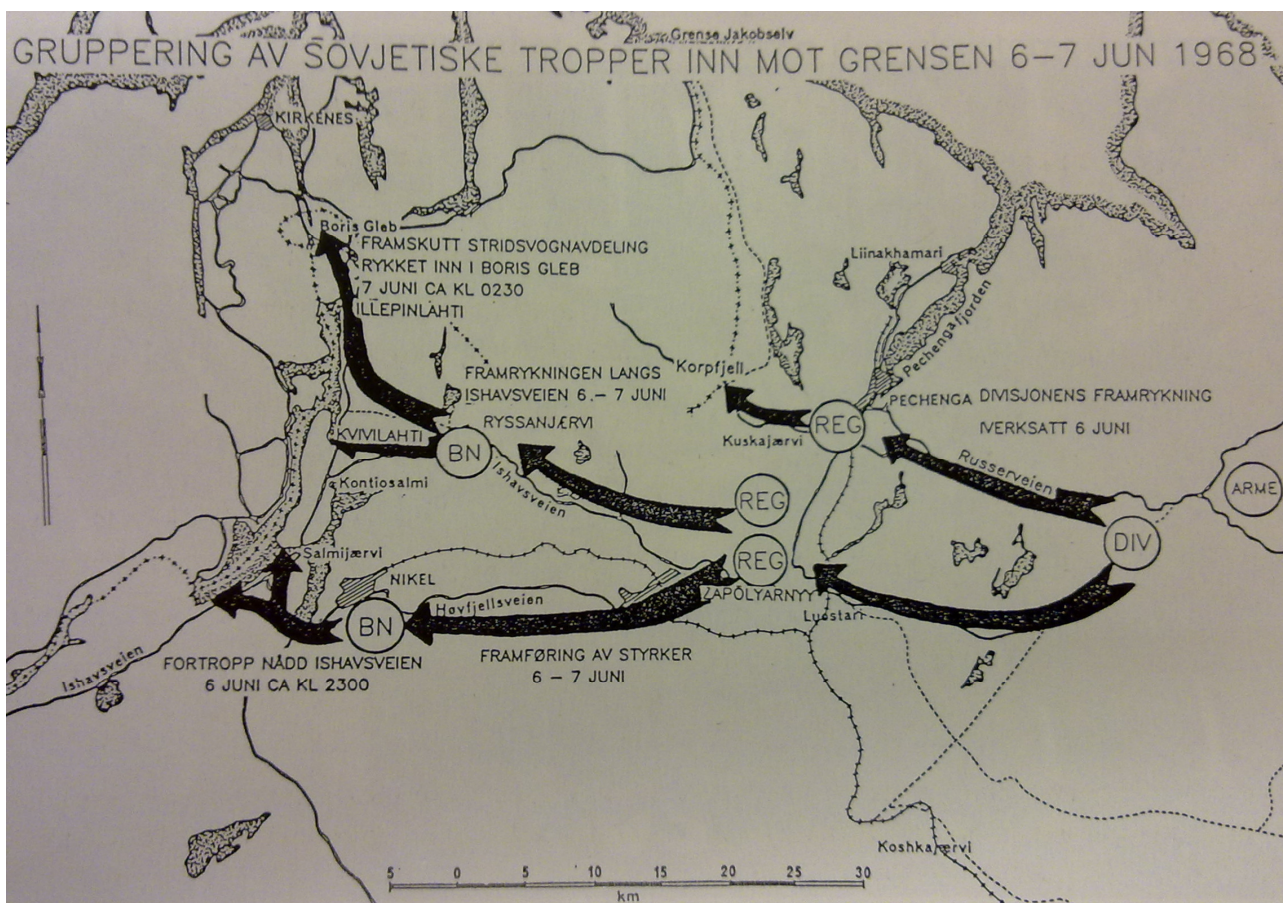 Grense Jakobselv
GRUPPERING AV SOVJETISKE TROPPER INN MOT GRENSEN 6–7 JUN 1968
KIRKENES
Boris Gleb
FRAMSKUTT STRIDSVOGNAVDELING
RYKKET INN I BORIS GLEB
7 JUNI CA KL 0230
ILLEPINLAHTI
Liinakhamari
Pechengafjorden
Korpfjell
FRAMRYKNINGEN LANGS
ISHAVSVEIEN 6.– 7 JUNI
RYSSANJÆRVI
PECHENGA
DIVISJONENS FRAMRYKNING
IVERKSATT 6 JUNI
REG
Kuskajærvi
KVIVILAHTI
BN
Ishavsveien
Russerveien
ARME
Kontiosalmi
REG
DIV
Salmijærvi
REG
NIKEL
ZAPOLYARNYY
Høvfjellsveien
Luostari
BN
Ishavsveien
FORTROPP NÅDD ISHAVSVEIEN
6 JUNI CA KL 2300
FRAMFØRING AV STYRKER
6 – 7 JUNI
Koshkajærvi
5 0 5 10 15 20 25 30
km